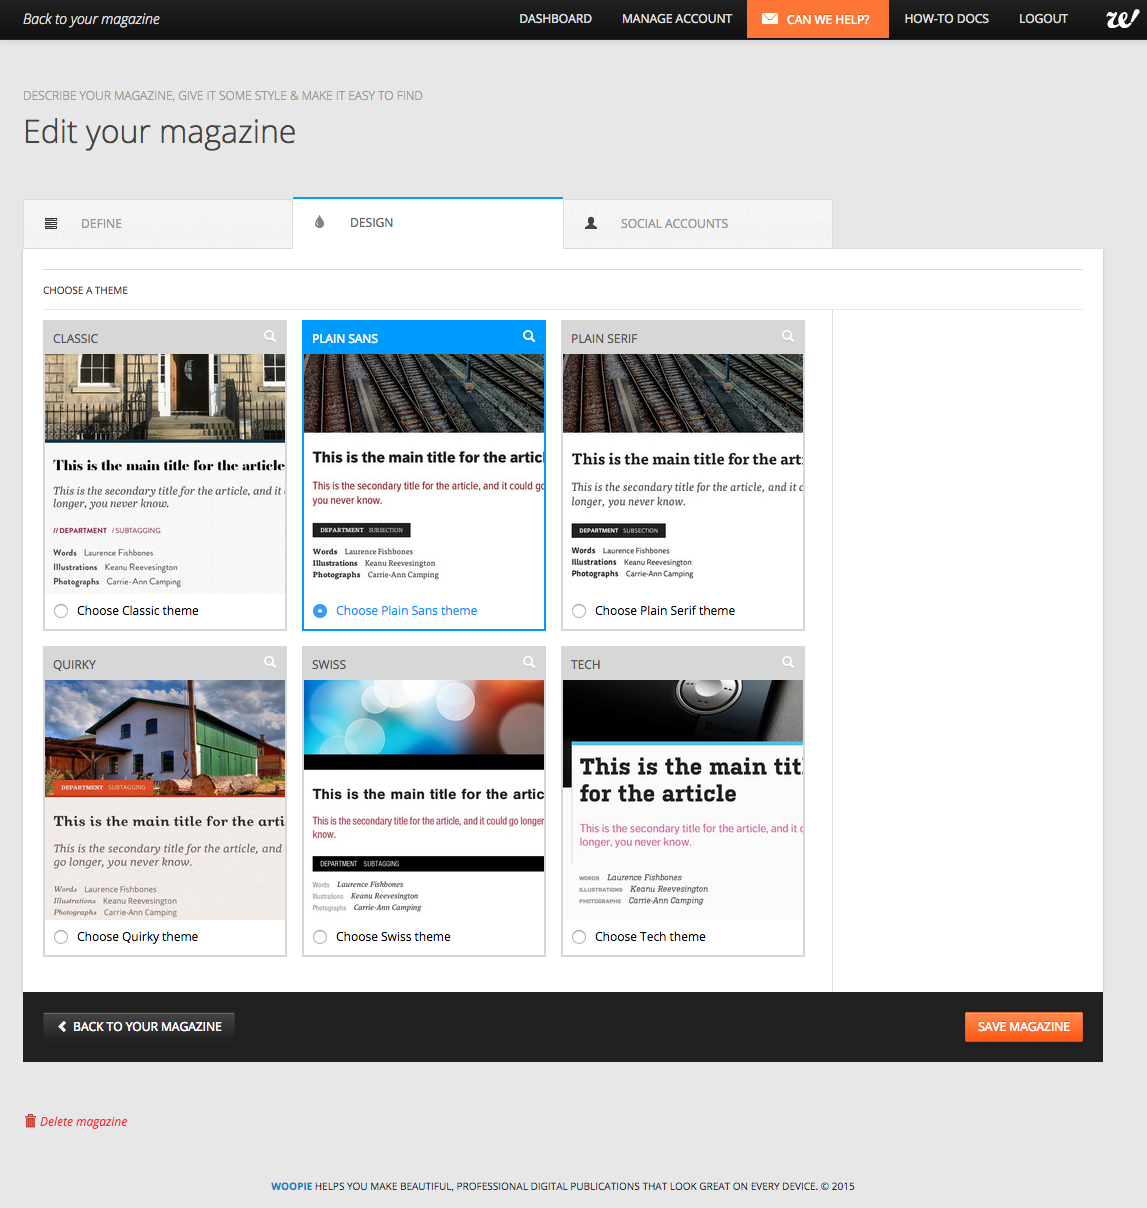 Back to your magazine
DASHBOARD
MANAGE ACCOUNT
CAN WE HELP?
HOW-TO DOCS
LOGOUT
w!
DESCRIBE YOUR MAGAZINE, GIVE IT SOME STYLE & MAKE IT EASY TO FIND
Edit your magazine
DEFINE
DESIGN
SOCIAL ACCOUNTS
CHOOSE A THEME
CLASSIC
This is the main title for the article
This is the secondary title for the article, and it
longer, you never know.
// DEPARTMENT / SUBTAGGING
Words Laurence Fishbones
Illustrations Keanu Reevesington
Photographs Carrie-Ann Camping
Choose Classic theme
PLAIN SANS
This is the main title for the artic
This is the secondary title for the article, and it could go
you never know.
DEPARTMENT SUBSECTION
Words Laurence Fishbones
Illustrations Keanu Reevesington
Photographs Carrie-Ann Camping
Choose Plain Sans theme
PLAIN SERIF
This is the main title for the art
This is the secondary title for the article, and it c
longer, you never know.
DEPARTMENT SUBSECTION
Words Laurence Fishbones
Illustrations Keanu Reevesington
Photographs Carrie-Ann Camping
Choose Plain Serif theme
QUIRKY
DEPARTMENT SUBTAGGING
This is the main title for the arti
This is the secondary title for the article, and
go longer, you never know.
Words Laurence Fishbones
Illustrations Keanu Reevesington
Photographs Carrie-Ann Camping
Choose Quirky theme
SWISS
This is the main title for the artic
This is the secondary title for the article, and it could go longer
know.
DEPARTMENT SUBTAGGING
Words Laurence Fishbones
Illustrations Keanu Reevesington
Photographs Carrie-Ann Camping
Choose Swiss theme
TECH
This is the main tit
for the article
This is the secondary title for the article, and it c
longer, you never know.
WORDS Laurence Fishbones
ILLUSTRATIONS Keanu Reevesington
PHOTOGRAPHS Carrie-Ann Camping
Choose Tech theme
BACK TO YOUR MAGAZINE
SAVE MAGAZINE
Delete magazine
WOOPIE HELPS YOU MAKE BEAUTIFUL, PROFESSIONAL DIGITAL PUBLICATIONS THAT LOOK GREAT ON EVERY DEVICE. © 2015